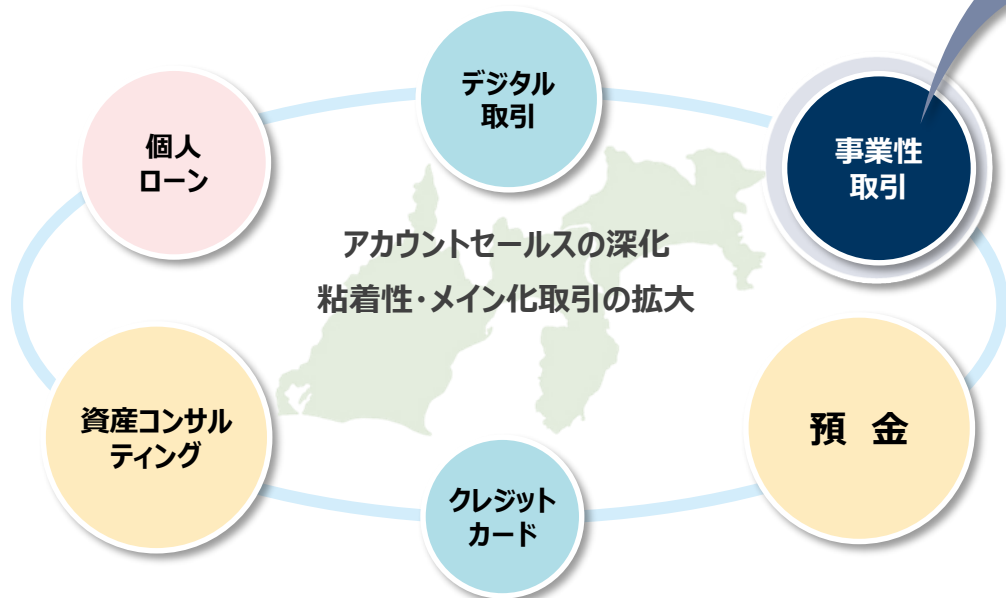 デジタル
取引
個人
ローン
事業性
取引
アカウントセールスの深化
粘着性・メイン化取引の拡大
資産コンサル
ティング
預 金
クレジット
カード